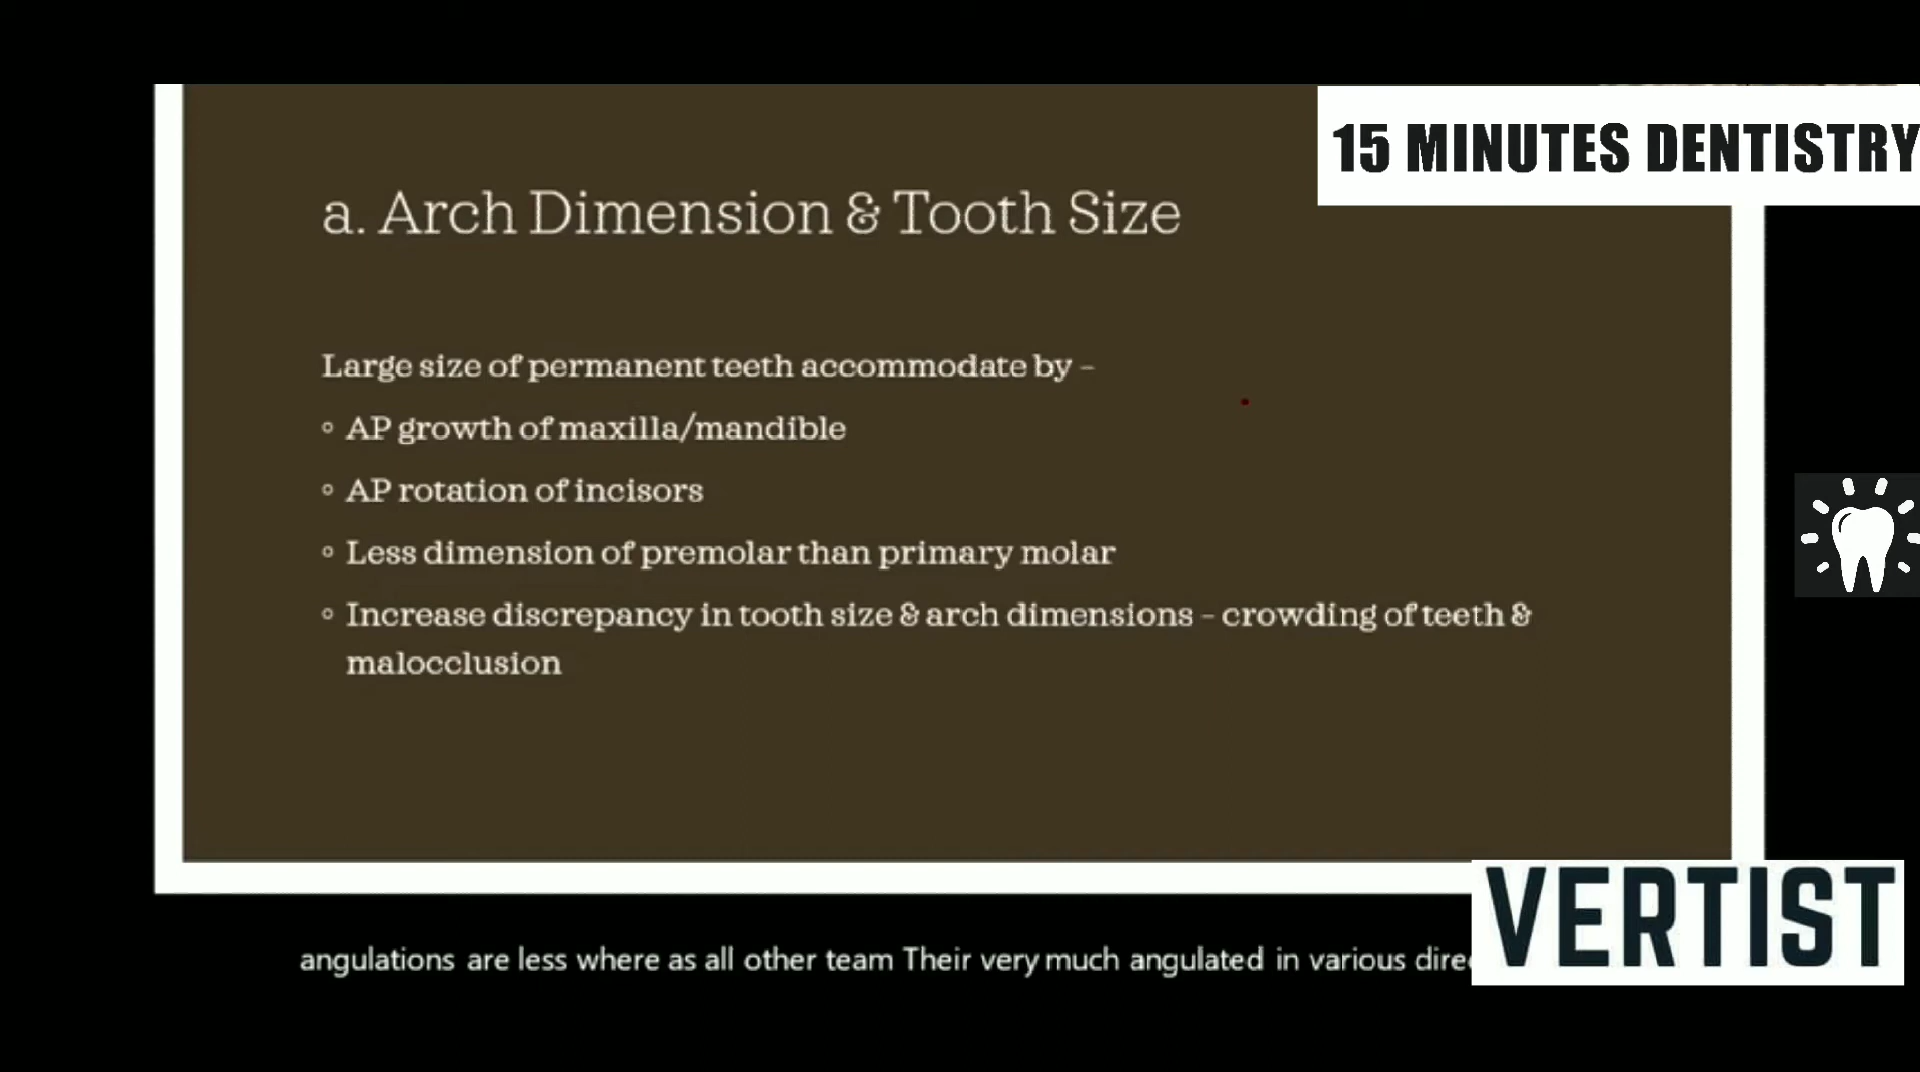 15 MINUTES DENTISTRY
a. Arch Dimension & Tooth Size
Large size of permanent teeth accommodate by –
◦ AP growth of maxilla/mandible
◦ AP rotation of incisors
◦ Less dimension of premolar than primary molar
◦ Increase discrepancy in tooth size & arch dimensions – crowding of teeth &
malocclusion
VERTIST
angulations are less where as all other team Their very much angulated in various